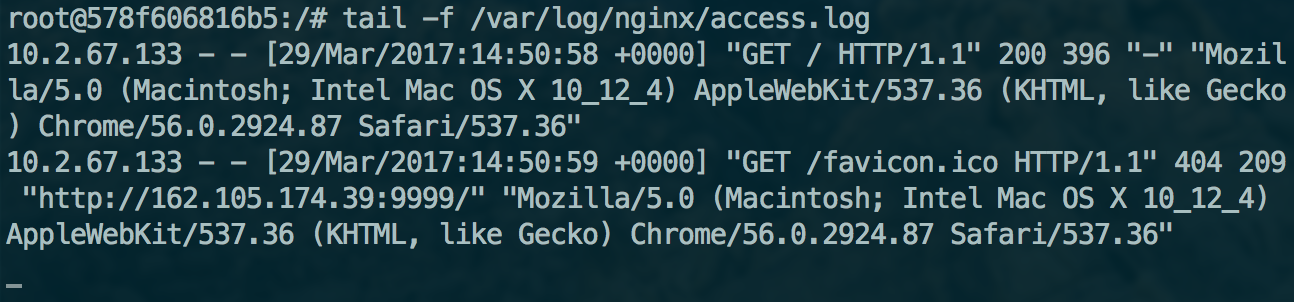 root@578f606816b5:/# tail -f /var/log/nginx/access.log
10.2.67.133 - - [29/Mar/2017:14:50:58 +0000] "GET / HTTP/1.1" 200 396 "-" "Mozil
la/5.0 (Macintosh; Intel Mac OS X 10_12_4) AppleWebKit/537.36 (KHTML, like Gecko
) Chrome/56.0.2924.87 Safari/537.36"
10.2.67.133 - - [29/Mar/2017:14:50:59 +0000] "GET /favicon.ico HTTP/1.1" 404 209
 "http://162.105.174.39:9999/" "Mozilla/5.0 (Macintosh; Intel Mac OS X 10_12_4)
AppleWebKit/537.36 (KHTML, like Gecko) Chrome/56.0.2924.87 Safari/537.36"